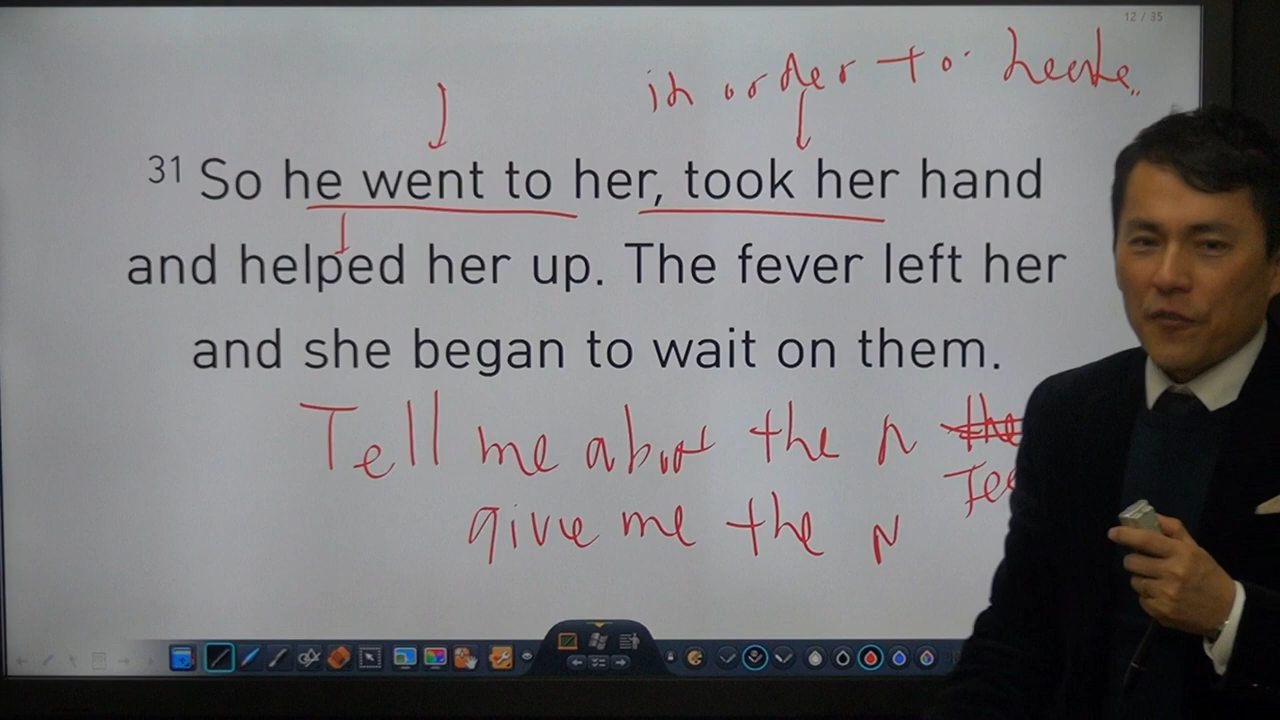 12 / 35
in order to
31 So he went to her, took her hand
and helped her up. The fever left her
and she began to wait on them.
Tell me about the N the
give me the N